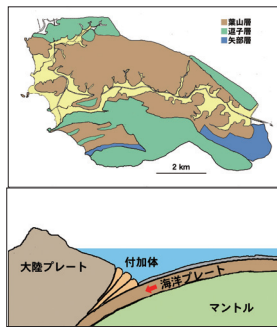 葉山層
逗子層
矢部層
2 km
付加体
大陸プレート
海洋プレート
マントル